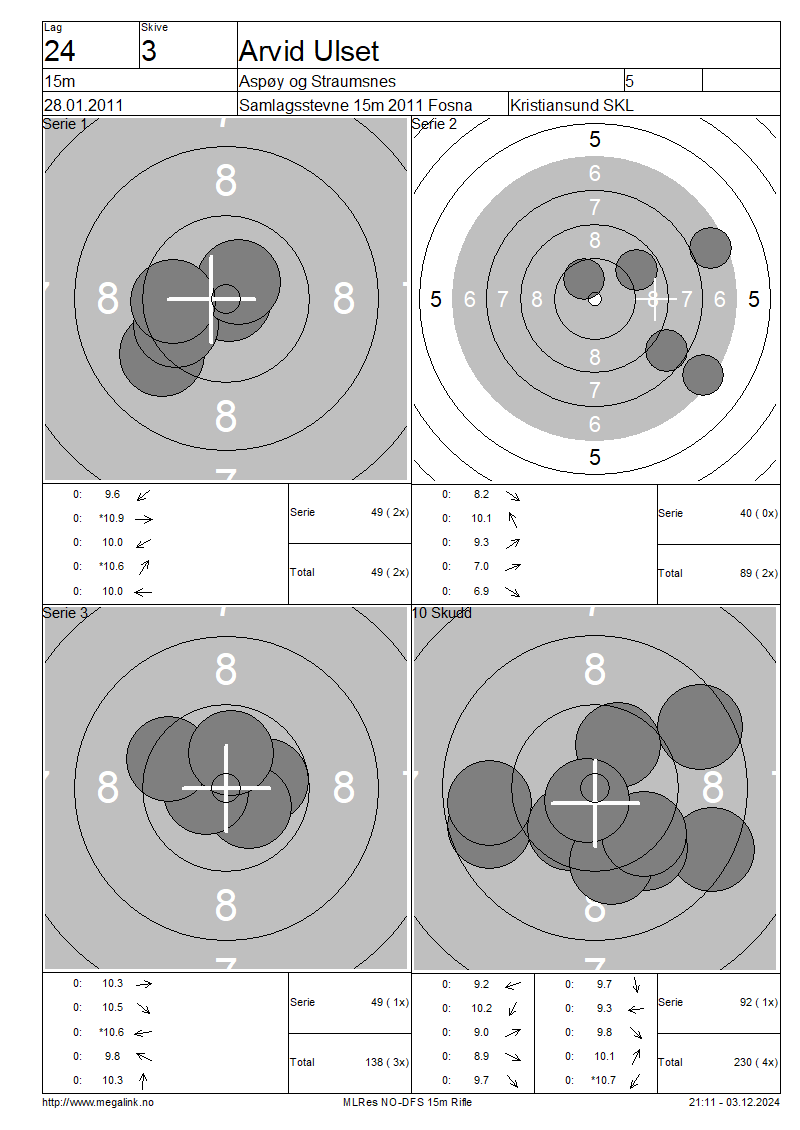 Lag
Skive
24
3
Arvid Ulset
15m
Aspøy og Straumsnes
5
28.01.2011
Samlagsstevne 15m 2011 Fosna
Kristiansund SKL
Serie 1
7
8
7 8 8 7
8
7
Serie 2
5
6
7
8
5 6 7 8 8 7 6 5
8
7
6
5
0: 9.6
0: *10.9
0: 10.0
0: *10.6
0: 10.0
Serie 49 ( 2x)
Total 49 ( 2x)
0: 8.2
0: 10.1
0: 9.3
0: 7.0
0: 6.9
Serie 40 ( 0x)
Total 89 ( 2x)
Serie 3
7
8
7 8 8 7
8
7
10 Skudd
7
8
7 8 7
8
7
0: 10.3
0: 10.5
0: *10.6
0: 9.8
0: 10.3
Serie 49 ( 1x)
Total 138 ( 3x)
0: 9.2
0: 10.2
0: 9.0
0: 8.9
0: 9.7
0: 9.7
0: 9.3
0: 9.8
0: 10.1
0: *10.7
Serie 92 ( 1x)
Total 230 ( 4x)
http://www.megalink.no
MLRes NO-DFS 15m Rifle
21:11 - 03.12.2024